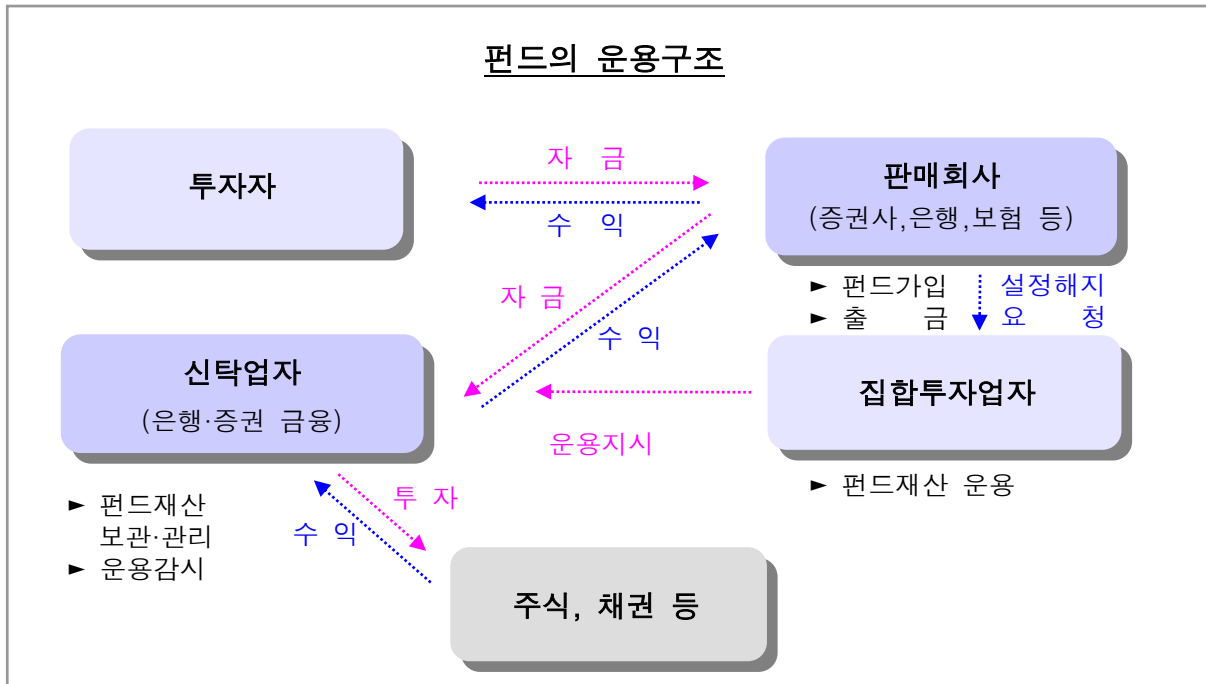 펀드의 운용구조
투자자
자 금
수 익
판매회사
(증권사,은행,보험 등)
► 펀드가입
► 출 금
설정해지
요 청
자 금
수 익
신탁업자
(은행·증권 금융)
집합투자업자
운용지시
► 펀드재산 운용
► 펀드재산
보관·관리
► 운용감시
투 자
수 익
주식, 채권 등